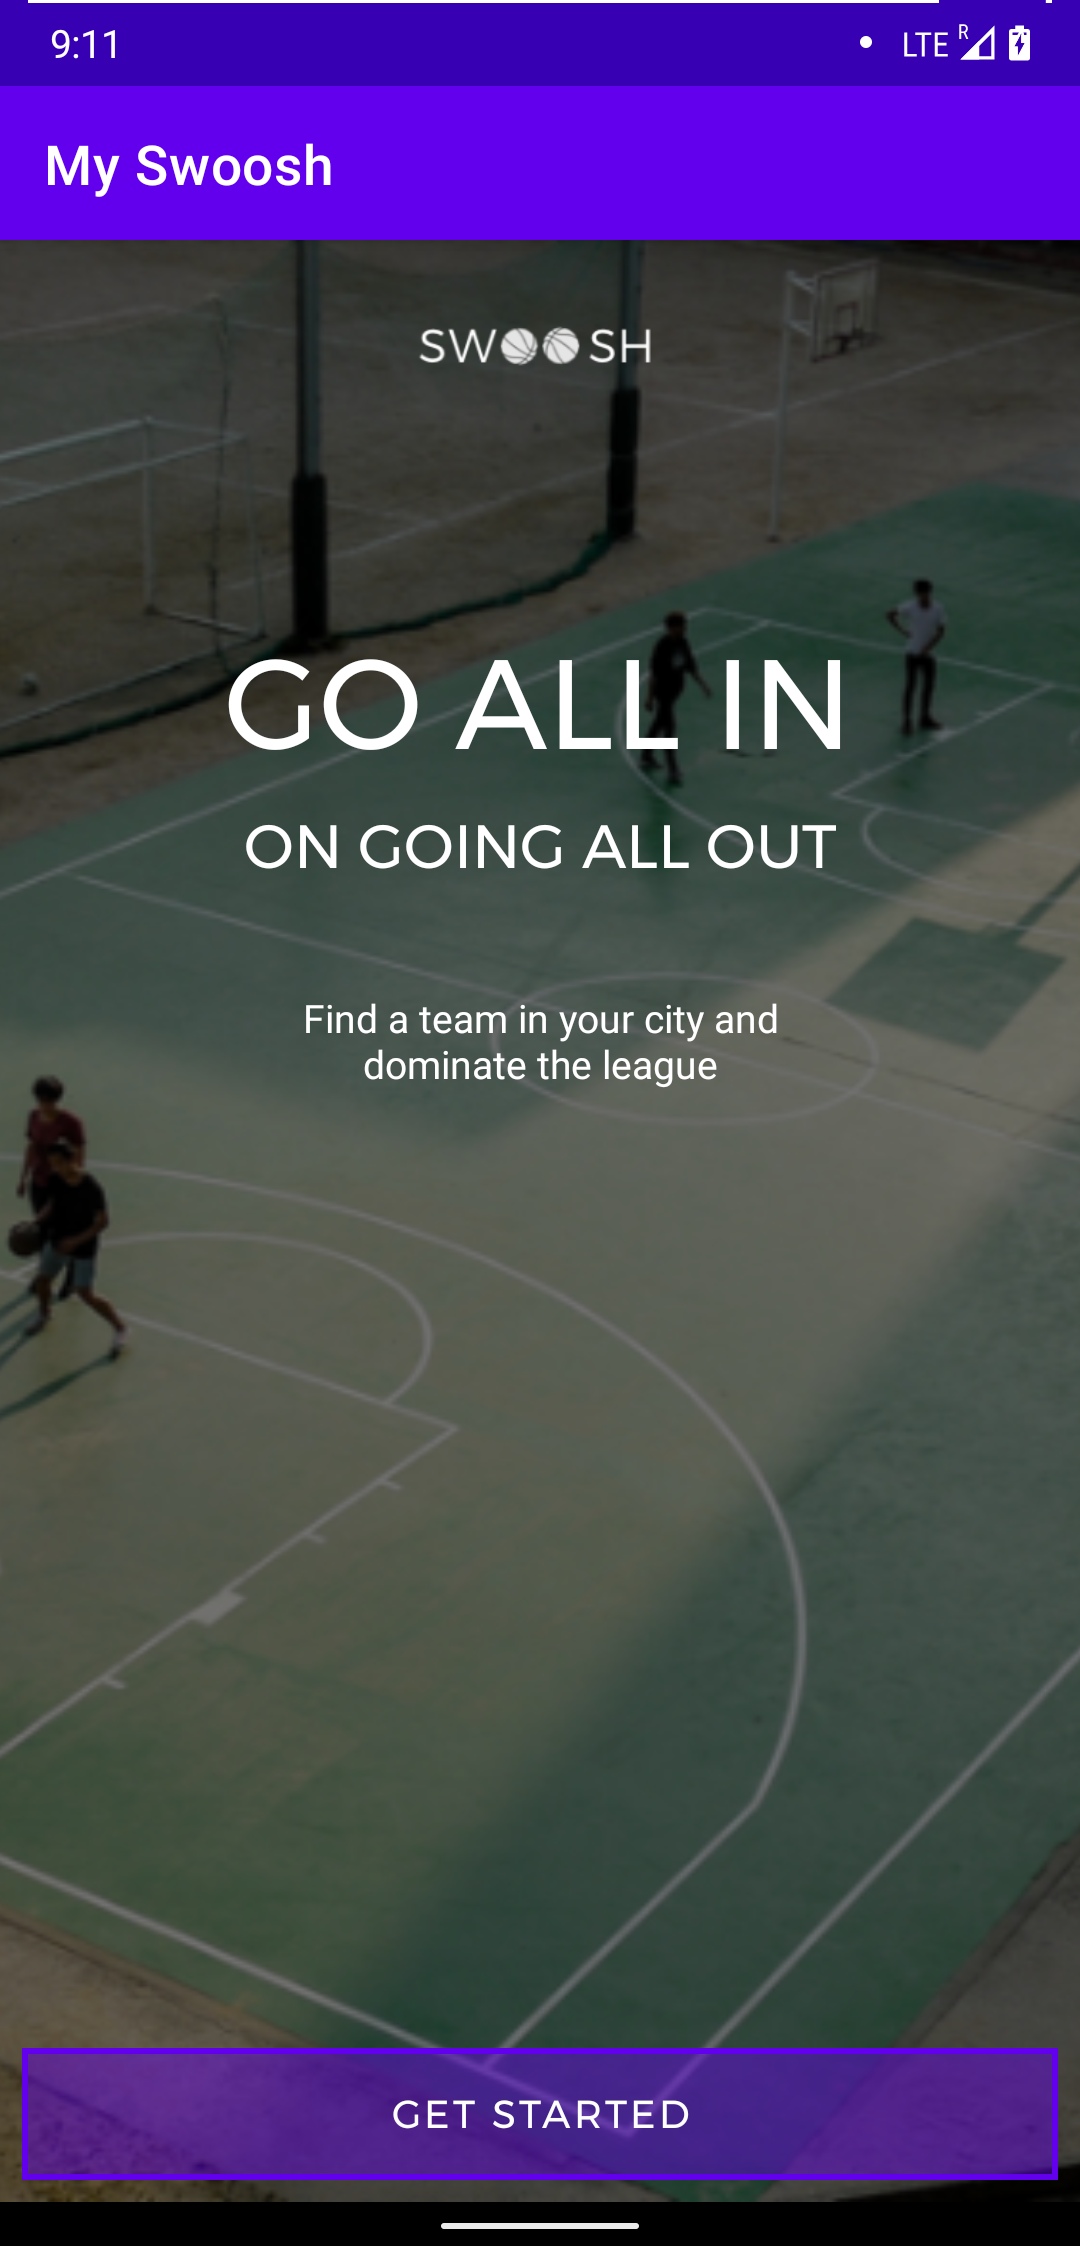 9:11
LTE R
My Swoosh
SWOOSH
GO ALL IN
ON GOING ALL OUT
Find a team in your city and
dominate the league
GET STARTED